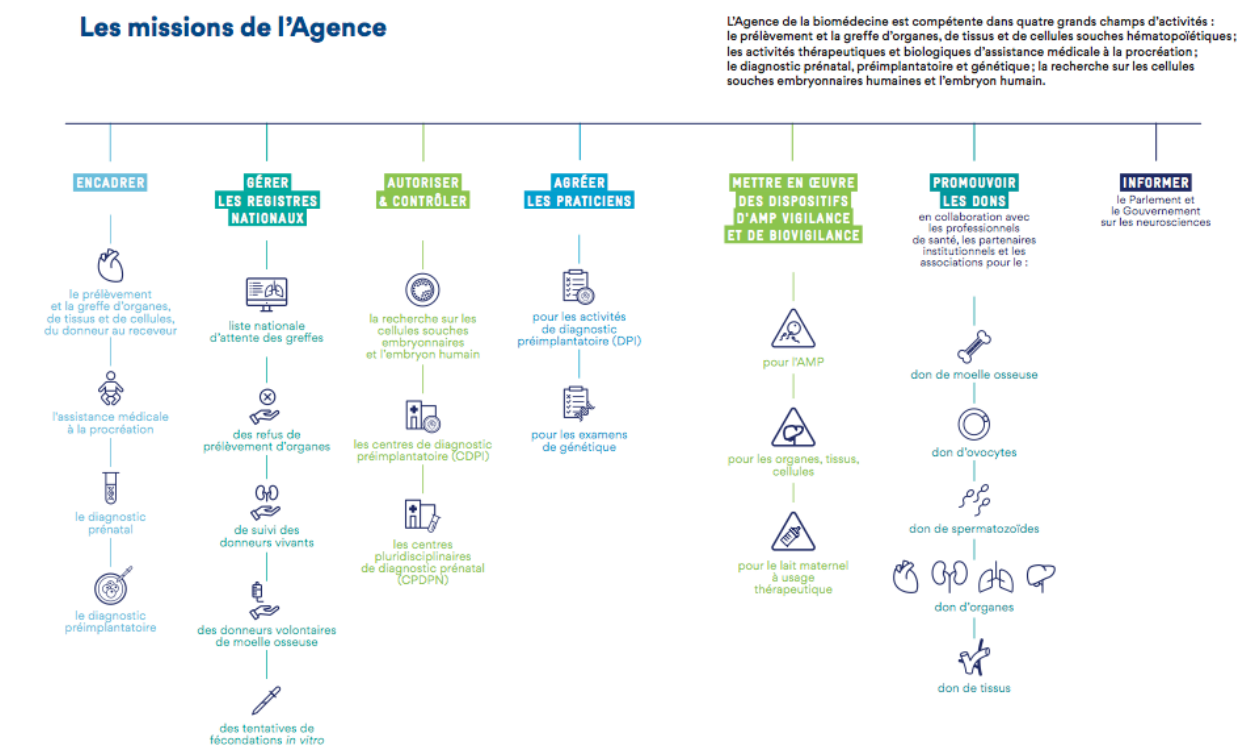 Les missions de l'Agence
L'Agence de la biomédecine est compétente dans quatre grands champs d'activités :
le prélèvement et la greffe d'organes, de tissus et de cellules souches hématopoïétiques ;
les activités thérapeutiques et biologiques d'assistance médicale à la procréation ;
le diagnostic prénatal, préimplantatoire et génétique ; la recherche sur les cellules
souches embryonnaires humaines et l'embryon humain.
ENCADRER
le prélèvement
et la greffe d'organes,
de tissus et de cellules,
du donneur au receveur
l'assistance médicale
à la procréation
le diagnostic
prénatal
le diagnostic
préimplantatoire
GÉRER
LES REGISTRES
NATIONAUX
liste nationale
d'attente des greffes
des refus de
prélèvement d'organes
de suivi des
donneurs vivants
des donneurs volontaires
de moelle osseuse
des tentatives de
fécondations in vitro
AUTORISER
& CONTRÔLER
la recherche sur les
cellules souches
embryonnaires
et l'embryon humain
les centres de diagnostic
préimplantatoire (CDPI)
les centres
pluridisciplinaires
de diagnostic prénatal
(CPDPN)
AGRÉER
LES PRATICIENS
pour les activités
de diagnostic
préimplantatoire (DPI)
pour les examens
de génétique
METTRE EN ŒUVRE
DES DISPOSITIFS
D'AMP VIGILANCE
ET DE BIOVIGILANCE
pour l'AMP
pour les organes, tissus,
cellules
pour le lait maternel
à usage
thérapeutique
PROMOUVOIR
LES DONS
en collaboration avec
les professionnels
de santé, les partenaires
institutionnels et les
associations pour le :
don de moelle osseuse
don d'ovocytes
don de spermatozoïdes
don d'organes
don de tissus
INFORMER
le Parlement et
le Gouvernement
sur les neurosciences